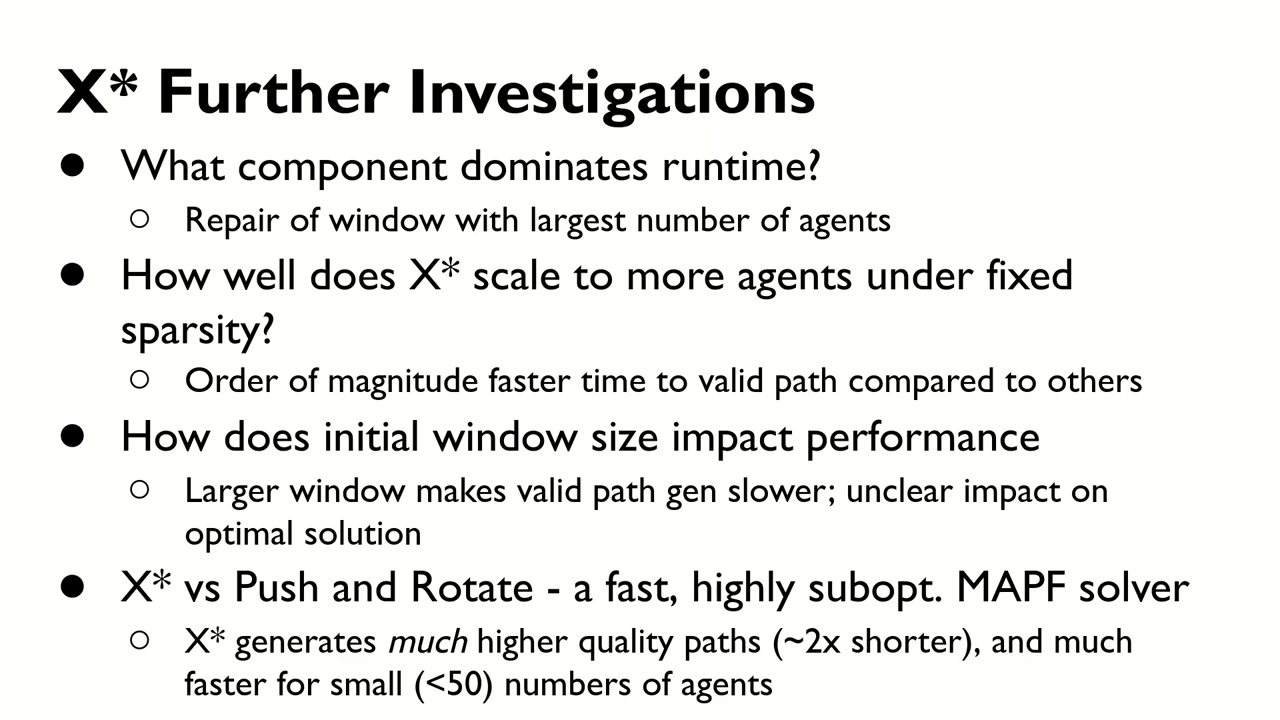 X* Further Investigations
● What component dominates runtime?
○ Repair of window with largest number of agents
● How well does X* scale to more agents under fixed
sparsity?
○ Order of magnitude faster time to valid path compared to others
● How does initial window size impact performance
○ Larger window makes valid path gen slower; unclear impact on
optimal solution
● X* vs Push and Rotate - a fast, highly subopt. MAPF solver
○ X* generates much higher quality paths (~2x shorter), and much
faster for small (<50) numbers of agents